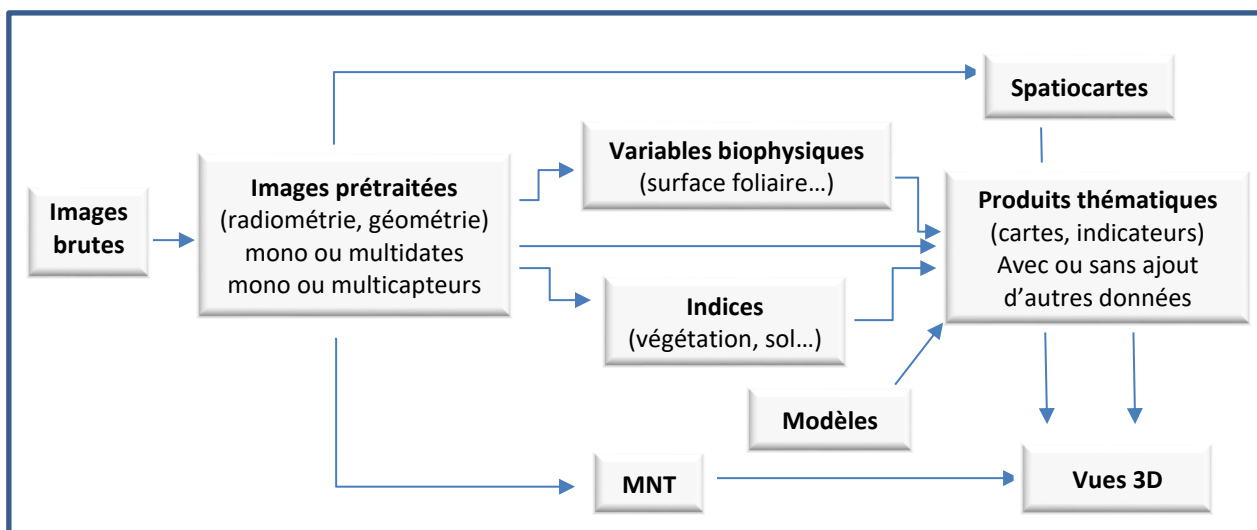 Spatiocartes
Variables biophysiques
(surface foliaire…)
Images prétraitées
(radiométrie, géométrie)
mono ou multidates
mono ou multicapteurs
Images
brutes
Produits thématiques
(cartes, indicateurs)
Avec ou sans ajout
d’autres données
Indices
(végétation, sol…)
Modèles
MNT
Vues 3D